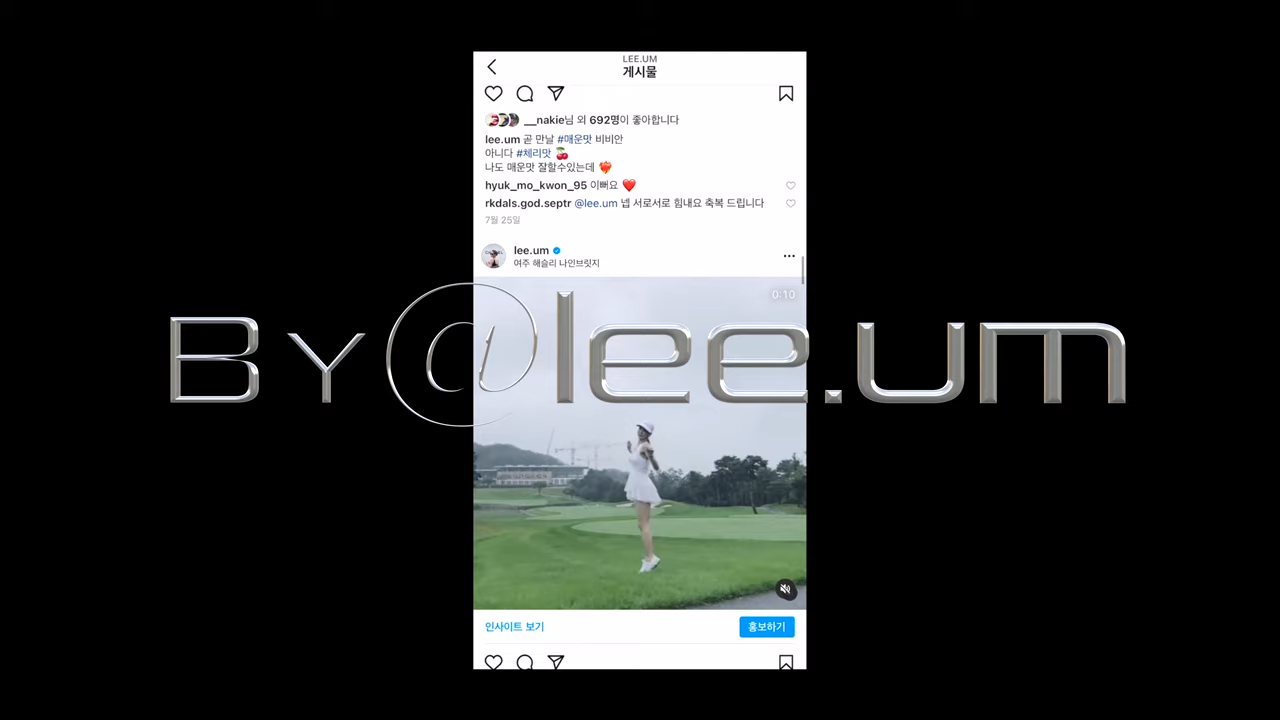 LEE.UM
게시물
__nakie님 외 692명이 좋아합니다
lee.um 곧 만날 #매운맛 비비안
아니다 #체리맛 🍒
나도 매운맛 잘할수있는데 ❤️‍🔥
hyuk_mo_kwon_95 이뻐요 ❤️
rkdals.god.septr @lee.um 넵 서로서로 힘내요 축복 드립니다
7월 25일
lee.um
여주 해슬리 나인브릿지
0:10
By@lee.um
인사이트 보기
홍보하기